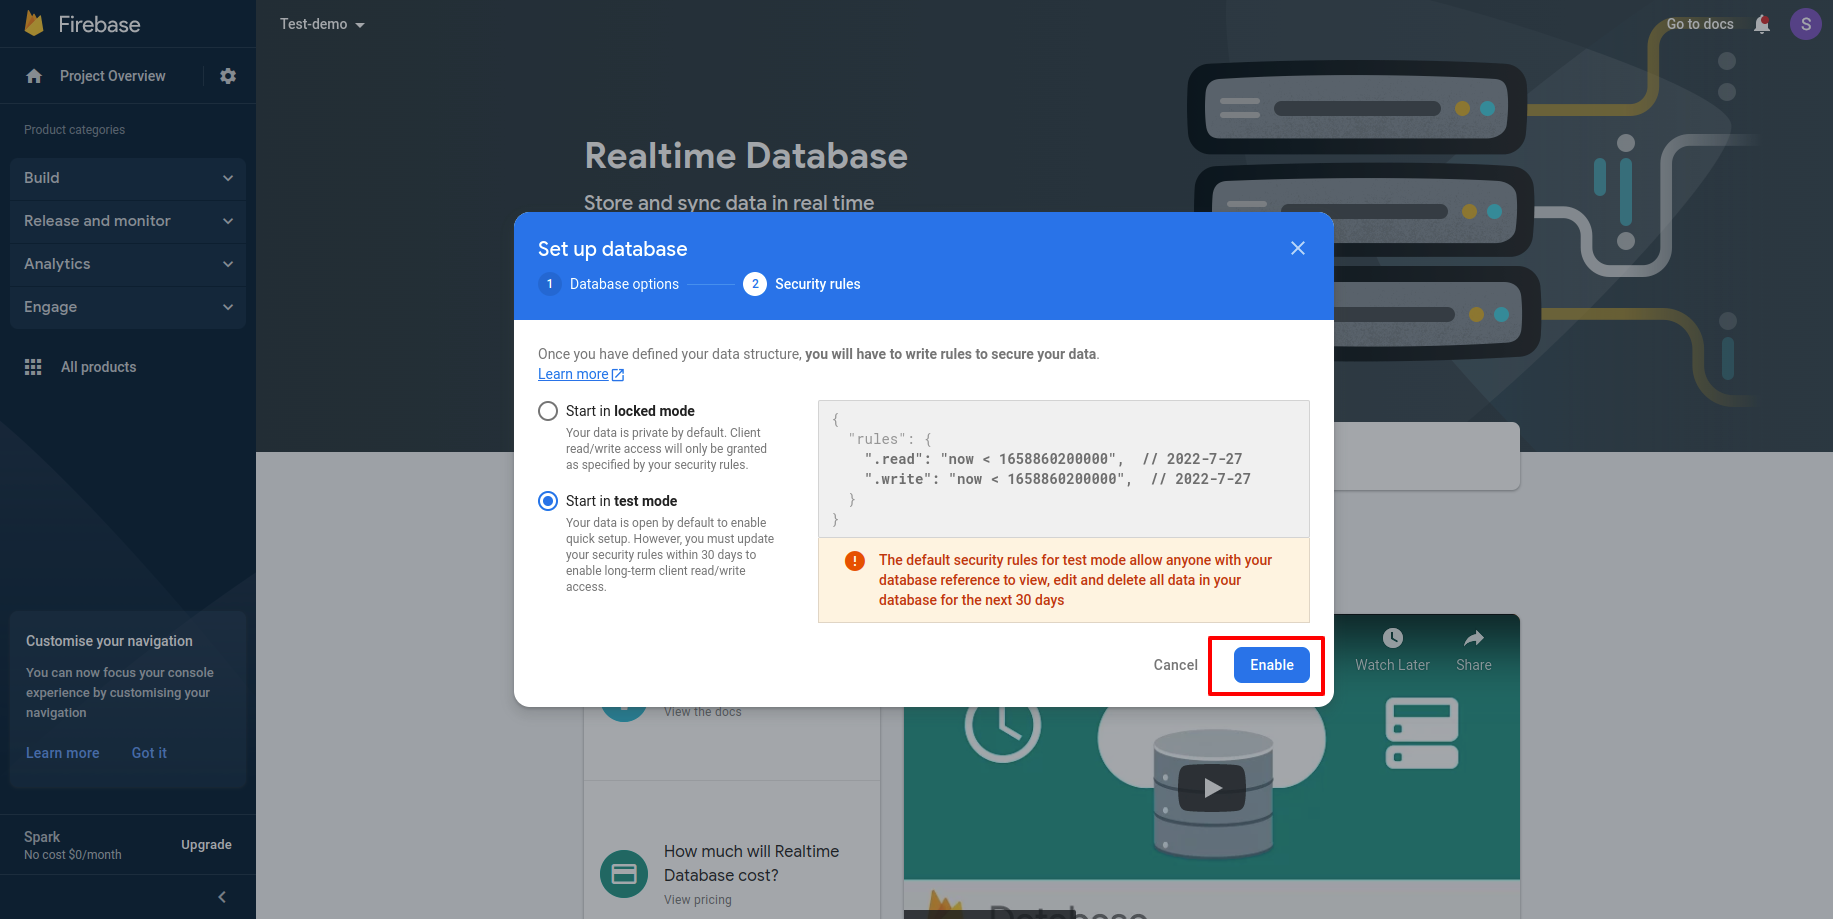 Firebase
Test-demo
Go to docs
S
Project Overview
Product categories
Build
Release and monitor
Analytics
Engage
All products
Customise your navigation
You can now focus your console
experience by customising your
navigation
Learn more Got it
Spark
No cost $0/month
Upgrade
Realtime Database
Store and sync data in real time
Set up database
1 Database options
2 Security rules
Once you have defined your data structure, you will have to write rules to secure your data.
Learn more
Start in locked mode
Your data is private by default. Client
read/write access will only be granted
as specified by your security rules.
Start in test mode
Your data is open by default to enable
quick setup. However, you must update
your security rules within 30 days to
enable long-term client read/write
access.
{
"rules": {
".read": "now < 1658860200000", // 2022-7-27
".write": "now < 1658860200000", // 2022-7-27
}
}
! The default security rules for test mode allow anyone with your
database reference to view, edit and delete all data in your
database for the next 30 days
Cancel Enable
Watch Later Share
View the docs
How much will Realtime
Database cost?
View pricing
Database